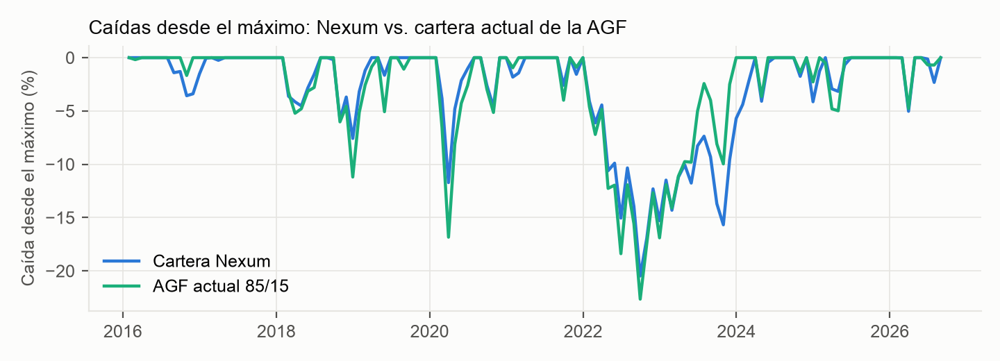 Caídas desde el máximo: Nexum vs. cartera actual de la AGF
Caída desde el máximo (%)
0
−5
−10
−15
−20
Cartera Nexum
AGF actual 85/15
2016
2018
2020
2022
2024
2026